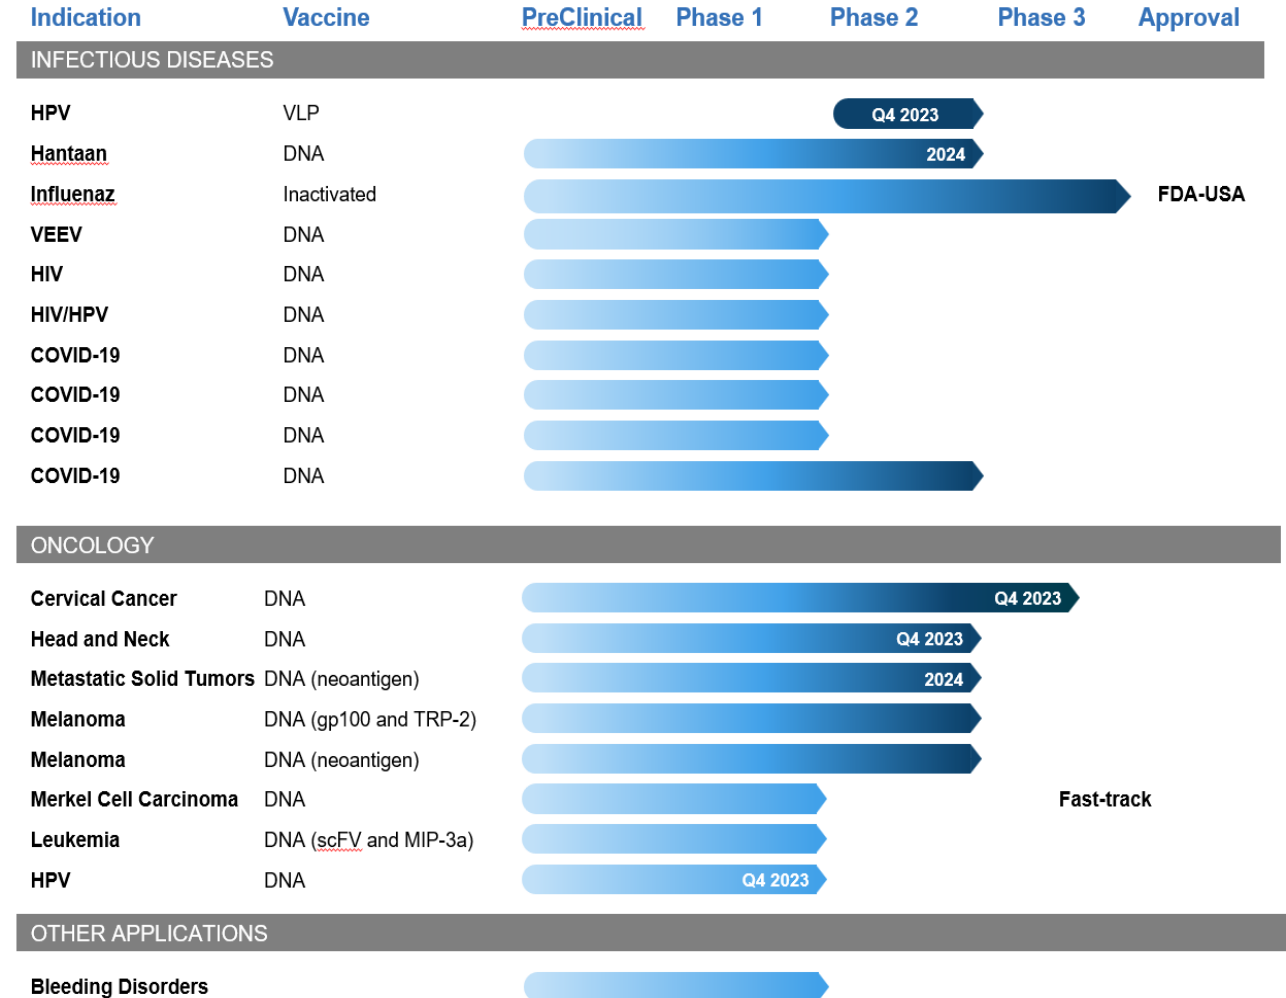 Indication Vaccine PreClinical Phase 1 Phase 2 Phase 3 Approval
INFECTIOUS DISEASES
HPV VLP Q4 2023
Hantaan DNA 2024
Influenaz Inactivated FDA-USA
VEEV DNA
HIV DNA
HIV/HPV DNA
COVID-19 DNA
COVID-19 DNA
COVID-19 DNA
COVID-19 DNA
ONCOLOGY
Cervical Cancer DNA Q4 2023
Head and Neck DNA Q4 2023
Metastatic Solid Tumors DNA (neoantigen) 2024
Melanoma DNA (gp100 and TRP-2)
Melanoma DNA (neoantigen)
Merkel Cell Carcinoma DNA Fast-track
Leukemia DNA (scFV and MIP-3a)
HPV DNA Q4 2023
OTHER APPLICATIONS
Bleeding Disorders